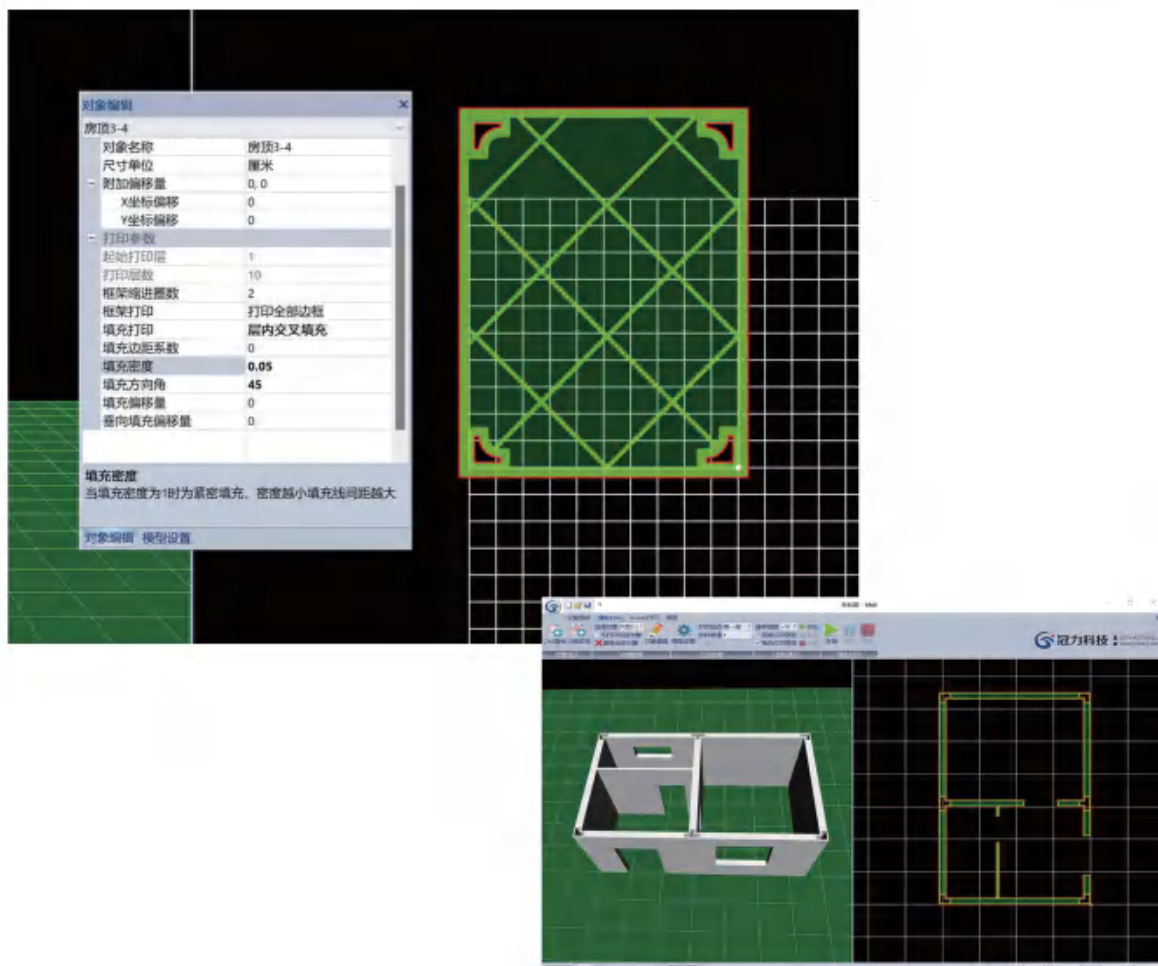 对象编辑
房顶3-4
对象名称 房顶3-4
尺寸单位 厘米
附加偏移量 0, 0
X坐标偏移 0
Y坐标偏移 0
打印参数
起始打印层 1
打印层数 10
框架缩进圈数 2
框架打印 打印全部边框
填充打印 层内交叉填充
填充边距系数 0
填充密度 0.05
填充方向角 45
填充偏移量 0
垂向填充偏移量 0
填充密度
当填充密度为1时为紧密填充，密度越小填充线间距越大
对象编辑 模型设置
冠力科技